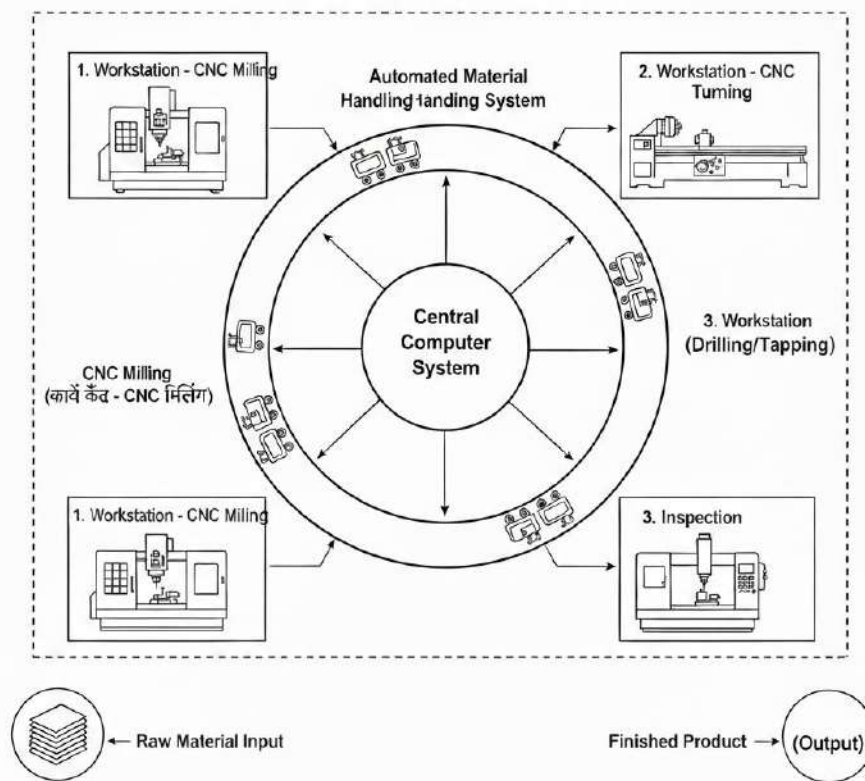 1. Workstation - CNC Milling
Automated Material
HandlingHanding System
2. Workstation - CNC
Tuming
Central
Computer
System
3. Workstation
(Drilling/Tapping)
CNC Milling
(कावें कैंद - CNC मिलिंग)
1. Workstation - CNC Miling
3. Inspection
Raw Material Input
Finished Product
(Output)